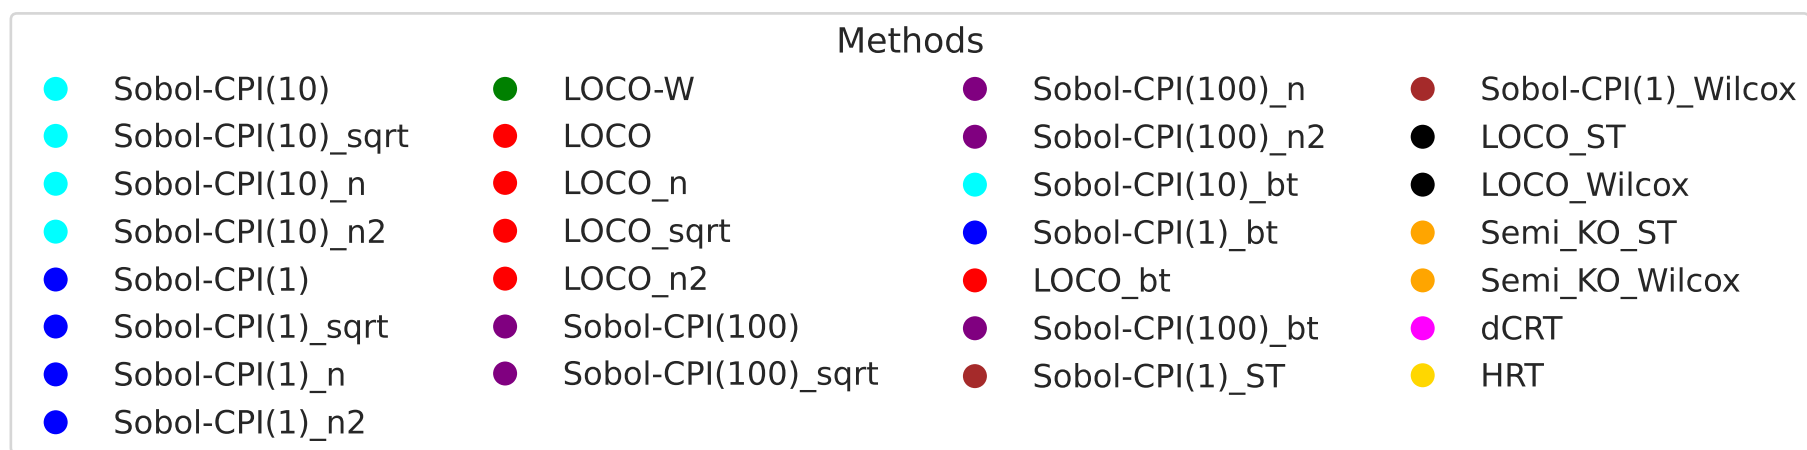 Methods
Sobol-CPI(10)
Sobol-CPI(10)_sqrt
Sobol-CPI(10)_n
Sobol-CPI(10)_n2
Sobol-CPI(1)
Sobol-CPI(1)_sqrt
Sobol-CPI(1)_n
Sobol-CPI(1)_n2
LOCO-W
LOCO
LOCO_n
LOCO_sqrt
LOCO_n2
Sobol-CPI(100)
Sobol-CPI(100)_sqrt
Sobol-CPI(100)_n
Sobol-CPI(100)_n2
Sobol-CPI(10)_bt
Sobol-CPI(1)_bt
LOCO_bt
Sobol-CPI(100)_bt
Sobol-CPI(1)_ST
Sobol-CPI(1)_Wilcox
LOCO_ST
LOCO_Wilcox
Semi_KO_ST
Semi_KO_Wilcox
dCRT
HRT